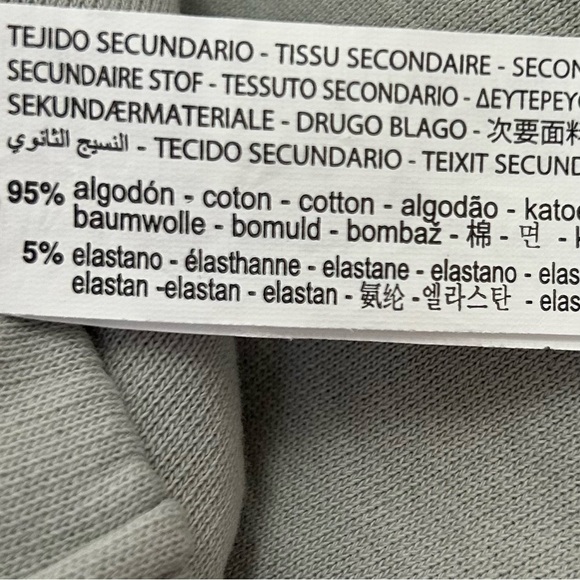 TEJIDO SECUNDARIO - TISSU SECONDAIRE - SECON
SECUNDAIRE STOF - TESSUTO SECONDARIO - ΔΕΥΤΕΡΕΥ
SEKUNDÆRMATERIALE - DRUGO BLAGO - 次要面料
النسيج الثانوي - TECIDO SECUNDARIO - TEIXIT SECUND
95% algodón - coton - cotton - algodão - kato
baumwolle - bomuld - bombaž - 棉 - 면 -
5% elastano - élasthanne - elastane - elastano - elas
elastan -elastan - elastan - 氨纶 -엘라스탄 - elas